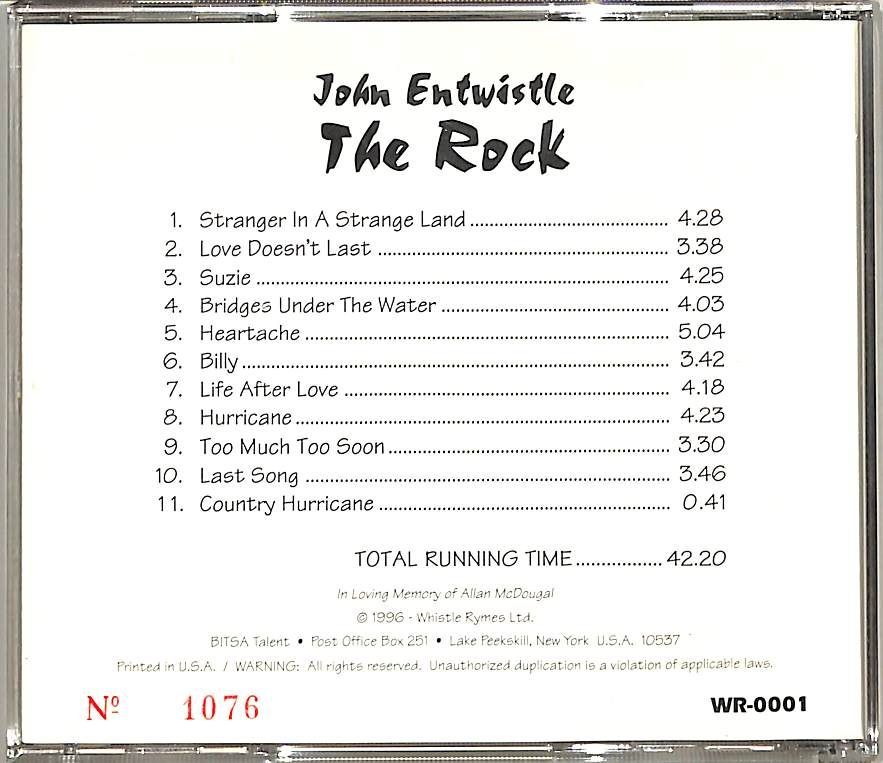 John Entwistle
The Rock
1. Stranger In A Strange Land ........................................ 4.28
2. Love Doesn't Last ........................................................... 3.38
3. Suzie .................................................................................... 4.25
4. Bridges Under The Water .............................................. 4.03
5. Heartache .......................................................................... 5.04
6. Billy ....................................................................................... 3.42
7. Life After Love .................................................................. 4.18
8. Hurricane ............................................................................ 4.23
9. Too Much Too Soon ......................................................... 3.30
10. Last Song .......................................................................... 3.46
11. Country Hurricane ........................................................... 0.41
TOTAL RUNNING TIME .................. 42.20
In Loving Memory of Allan McDougal
© 1996 - Whistle Rymes Ltd.
BITSA Talent • Post Office Box 251 • Lake Peekskill, New York U.S.A. 10537
Printed in U.S.A. / WARNING: All rights reserved. Unauthorized duplication is a violation of applicable laws.
Nº 1076 WR-0001